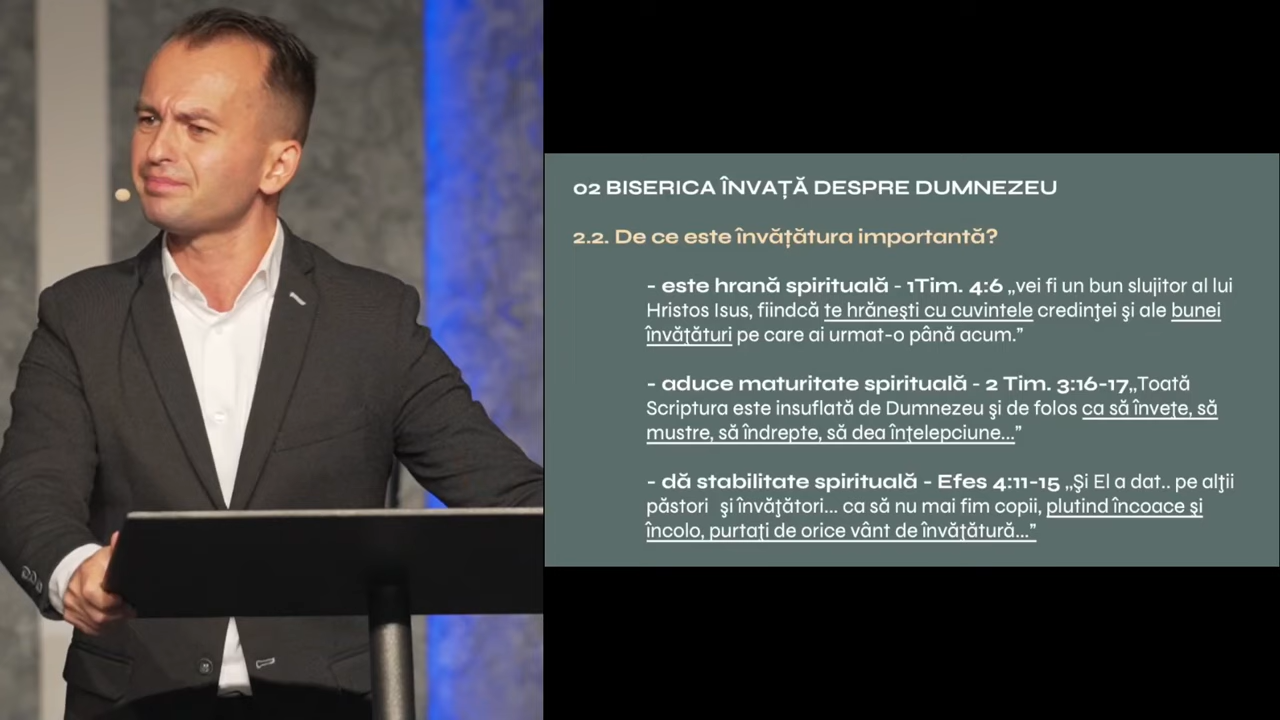 02 BISERICA ÎNVAȚĂ DESPRE DUMNEZEU
2.2. De ce este învățătura importantă?
- este hrană spirituală - 1Tim. 4:6 „vei fi un bun slujitor al lui
Hristos Isus, fiindcă te hrăneşti cu cuvintele credinţei şi ale bunei
învăţături pe care ai urmat-o până acum.”
- aduce maturitate spirituală - 2 Tim. 3:16-17„Toată
Scriptura este insuflată de Dumnezeu şi de folos ca să înveţe, să
mustre, să îndrepte, să dea înţelepciune...”
- dă stabilitate spirituală - Efes 4:11-15 „Şi El a dat.. pe alţii
păstori şi învăţători... ca să nu mai fim copii, plutind încoace şi
încolo, purtaţi de orice vânt de învăţătură...”